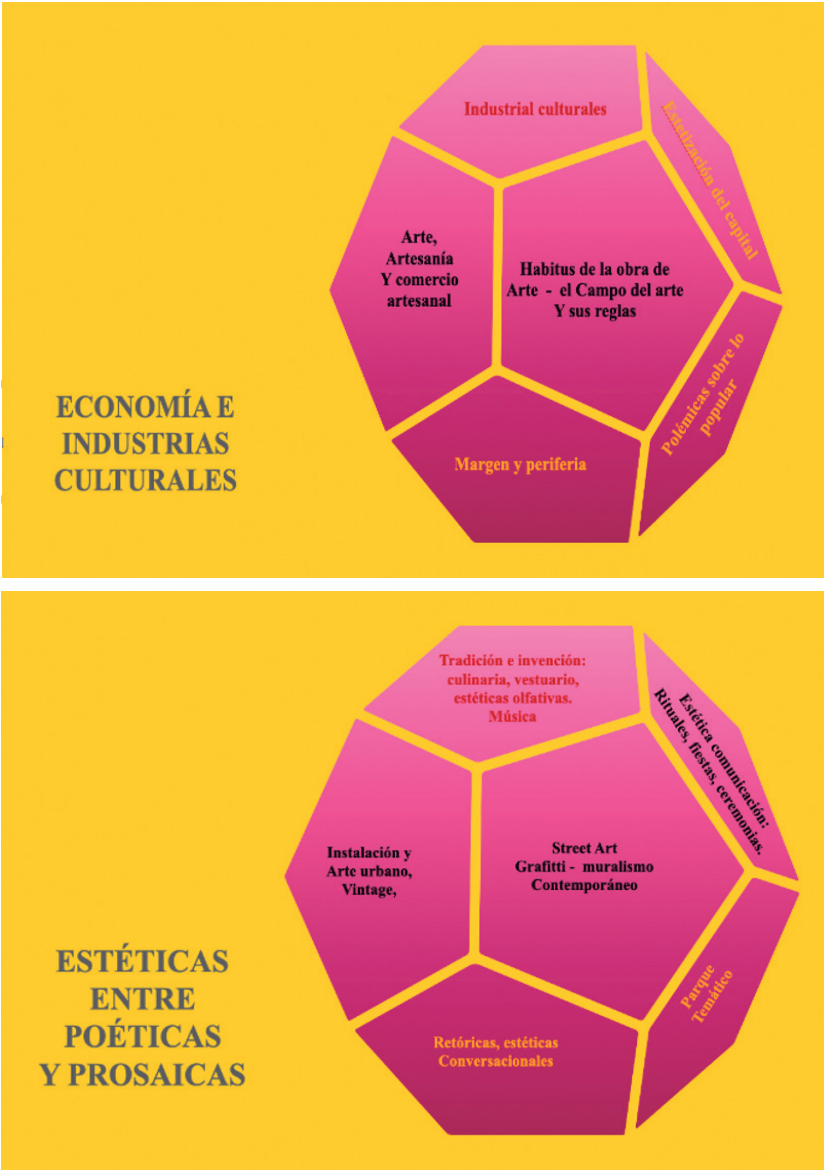 ECONOMÍA E
INDUSTRIAS
CULTURALES
Industrial culturales
Estetización del capital
Arte,
Artesanía
Y comercio
artesanal
Habitus de la obra de
Arte - el Campo del arte
Y sus reglas
Polémicas sobre lo
popular
Margen y periferia
ESTÉTICAS
ENTRE
POÉTICAS
Y PROSAICAS
Tradición e invención:
culinaria, vestuario,
estéticas olfativas.
Música
Estética comunicación:
Rituales, fiestas, ceremonias.
Instalación y
Arte urbano,
Vintage,
Street Art
Grafitti - muralismo
Contemporáneo
Parque
Temático
Retóricas, estéticas
Conversacionales